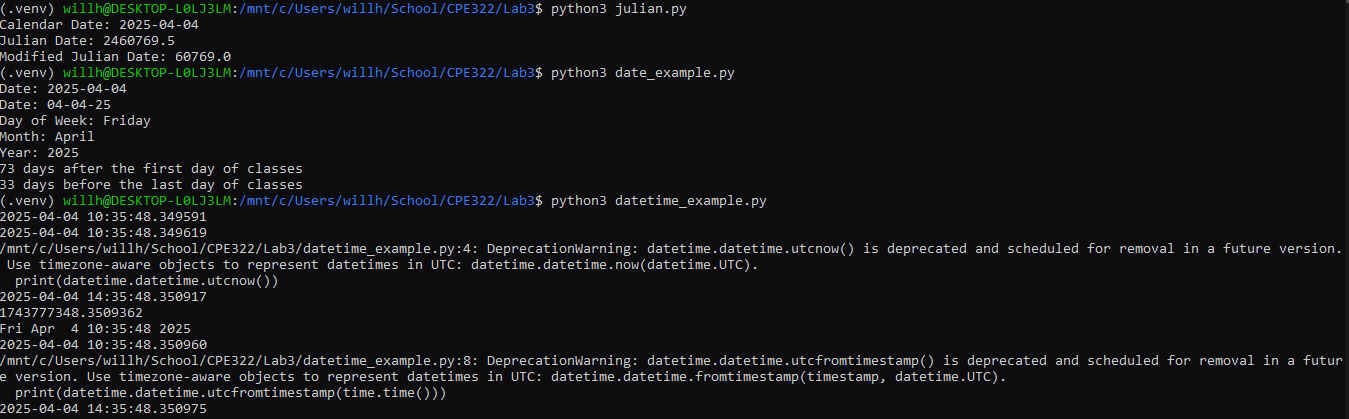 (.venv) willh@DESKTOP-L0LJ3LM:/mnt/c/Users/willh/School/CPE322/Lab3$ python3 julian.py
Calendar Date: 2025-04-04
Julian Date: 2460769.5
Modified Julian Date: 60769.0
(.venv) willh@DESKTOP-L0LJ3LM:/mnt/c/Users/willh/School/CPE322/Lab3$ python3 date_example.py
Date: 2025-04-04
Date: 04-04-25
Day of Week: Friday
Month: April
Year: 2025
73 days after the first day of classes
33 days before the last day of classes
(.venv) willh@DESKTOP-L0LJ3LM:/mnt/c/Users/willh/School/CPE322/Lab3$ python3 datetime_example.py
2025-04-04 10:35:48.349591
2025-04-04 10:35:48.349619
/mnt/c/Users/willh/School/CPE322/Lab3/datetime_example.py:4: DeprecationWarning: datetime.datetime.utcnow() is deprecated and scheduled for removal in a future version.
 Use timezone-aware objects to represent datetimes in UTC: datetime.datetime.now(datetime.UTC).
  print(datetime.datetime.utcnow())
2025-04-04 14:35:48.350917
1743777348.3509362
Fri Apr  4 10:35:48 2025
2025-04-04 10:35:48.350960
/mnt/c/Users/willh/School/CPE322/Lab3/datetime_example.py:8: DeprecationWarning: datetime.datetime.utcfromtimestamp() is deprecated and scheduled for removal in a futur
e version. Use timezone-aware objects to represent datetimes in UTC: datetime.datetime.fromtimestamp(timestamp, datetime.UTC).
  print(datetime.datetime.utcfromtimestamp(time.time()))
2025-04-04 14:35:48.350975